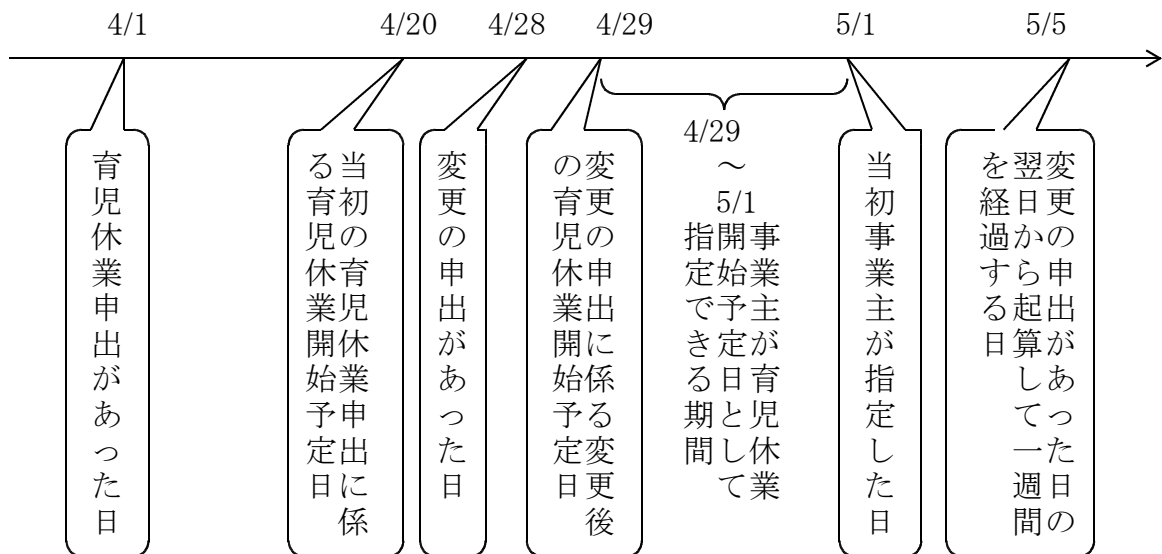 4/1
4/20
4/28
4/29
5/1
5/5
育児休業申出があった日
当初の育児休業申出に係
る育児休業開始予定日
変更の申出があった日
変更の申出に係る変更後
の育児休業開始予定日
4/29
～
5/1
事業主が育児休業
開始予定日として
指定できる期間
当初事業主が指定した日
変更の申出があった日の
翌日から起算して一週間
を経過する日